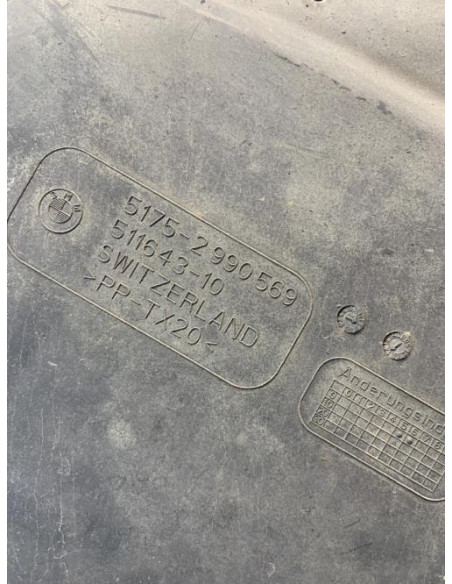 5175-2 990 569
511643-10
SWITZERLAND
>PP-TX20<
Änderungsind